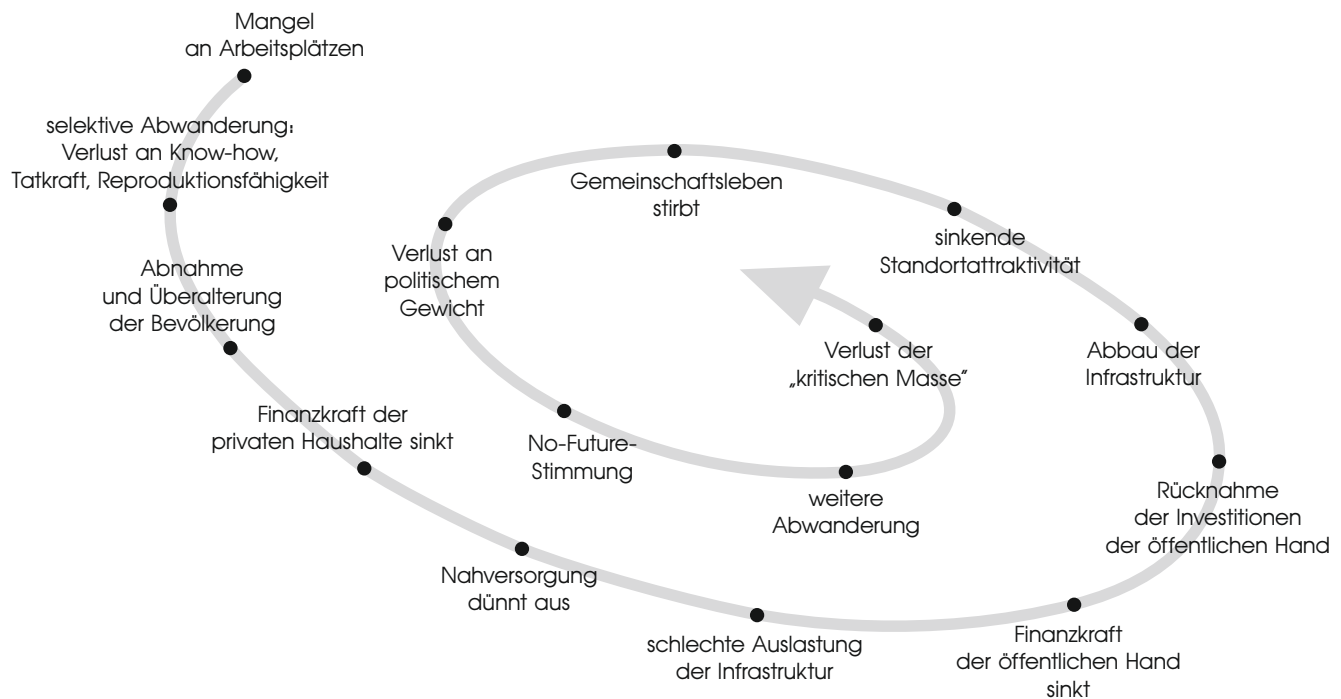 Mangel
an Arbeitsplätzen
selektive Abwanderung:
Verlust an Know-how,
Tatkraft, Reproduktionsfähigkeit
Abnahme
und Überalterung
der Bevölkerung
Finanzkraft der
privaten Haushalte sinkt
Nahversorgung
dünnt aus
schlechte Auslastung
der Infrastruktur
Finanzkraft
der öffentlichen Hand
sinkt
Rücknahme
der Investitionen
der öffentlichen Hand
Abbau der
Infrastruktur
sinkende
Standortattraktivität
Gemeinschaftsleben
stirbt
Verlust an
politischem
Gewicht
No-Future-
Stimmung
weitere
Abwanderung
Verlust der
„kritischen Masse“